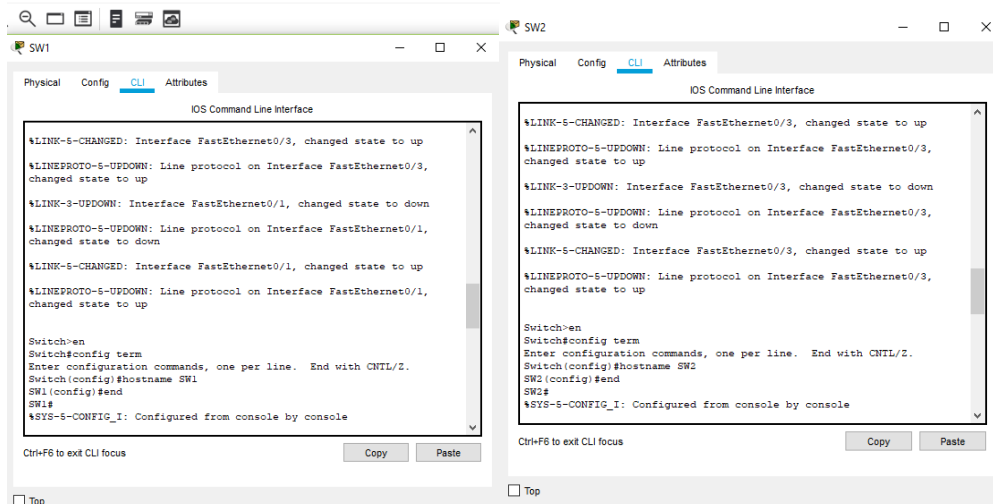 SW1
Physical Config CLI Attributes
IOS Command Line Interface
%LINK-5-CHANGED: Interface FastEthernet0/3, changed state to up
%LINEPROTO-5-UPDOWN: Line protocol on Interface FastEthernet0/3,
changed state to up
%LINK-3-UPDOWN: Interface FastEthernet0/1, changed state to down
%LINEPROTO-5-UPDOWN: Line protocol on Interface FastEthernet0/1,
changed state to down
%LINK-5-CHANGED: Interface FastEthernet0/1, changed state to up
%LINEPROTO-5-UPDOWN: Line protocol on Interface FastEthernet0/1,
changed state to up
Switch>en
Switch#config term
Enter configuration commands, one per line. End with CNTL/Z.
Switch(config)#hostname SW1
SW1(config)#end
SW1#
%SYS-5-CONFIG_I: Configured from console by console
Ctrl+F6 to exit CLI focus
Copy Paste
Top
SW2
Physical Config CLI Attributes
IOS Command Line Interface
%LINK-5-CHANGED: Interface FastEthernet0/3, changed state to up
%LINEPROTO-5-UPDOWN: Line protocol on Interface FastEthernet0/3,
changed state to up
%LINK-3-UPDOWN: Interface FastEthernet0/3, changed state to down
%LINEPROTO-5-UPDOWN: Line protocol on Interface FastEthernet0/3,
changed state to down
%LINK-5-CHANGED: Interface FastEthernet0/3, changed state to up
%LINEPROTO-5-UPDOWN: Line protocol on Interface FastEthernet0/3,
changed state to up
Switch>en
Switch#config term
Enter configuration commands, one per line. End with CNTL/Z.
Switch(config)#hostname SW2
SW2(config)#end
SW2#
%SYS-5-CONFIG_I: Configured from console by console
Ctrl+F6 to exit CLI focus
Copy Paste
Top